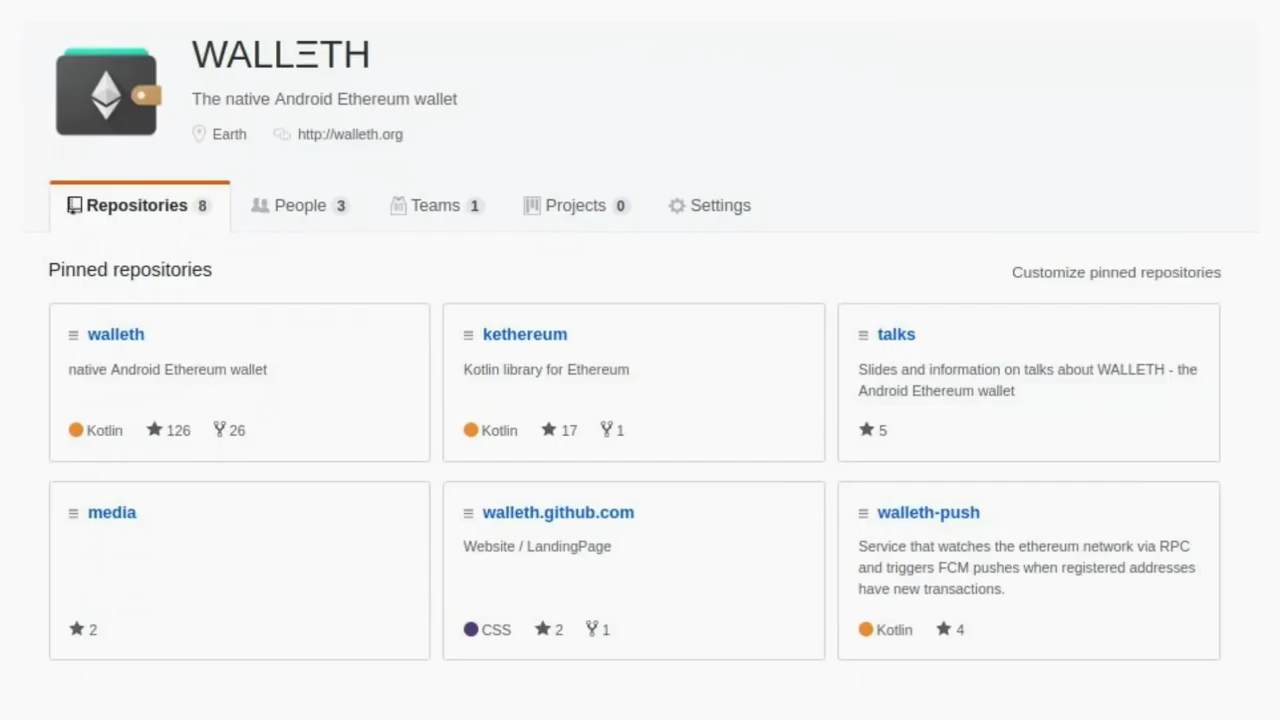 WALLΞTH
The native Android Ethereum wallet
Earth http://walleth.org
Repositories 8 People 3 Teams 1 Projects 0 Settings
Pinned repositories Customize pinned repositories
walleth
native Android Ethereum wallet
Kotlin 126 26
kethereum
Kotlin library for Ethereum
Kotlin 17 1
talks
Slides and information on talks about WALLETH - the
Android Ethereum wallet
5
media
2
walleth.github.com
Website / LandingPage
CSS 2 1
walleth-push
Service that watches the ethereum network via RPC
and triggers FCM pushes when registered addresses
have new transactions.
Kotlin 4